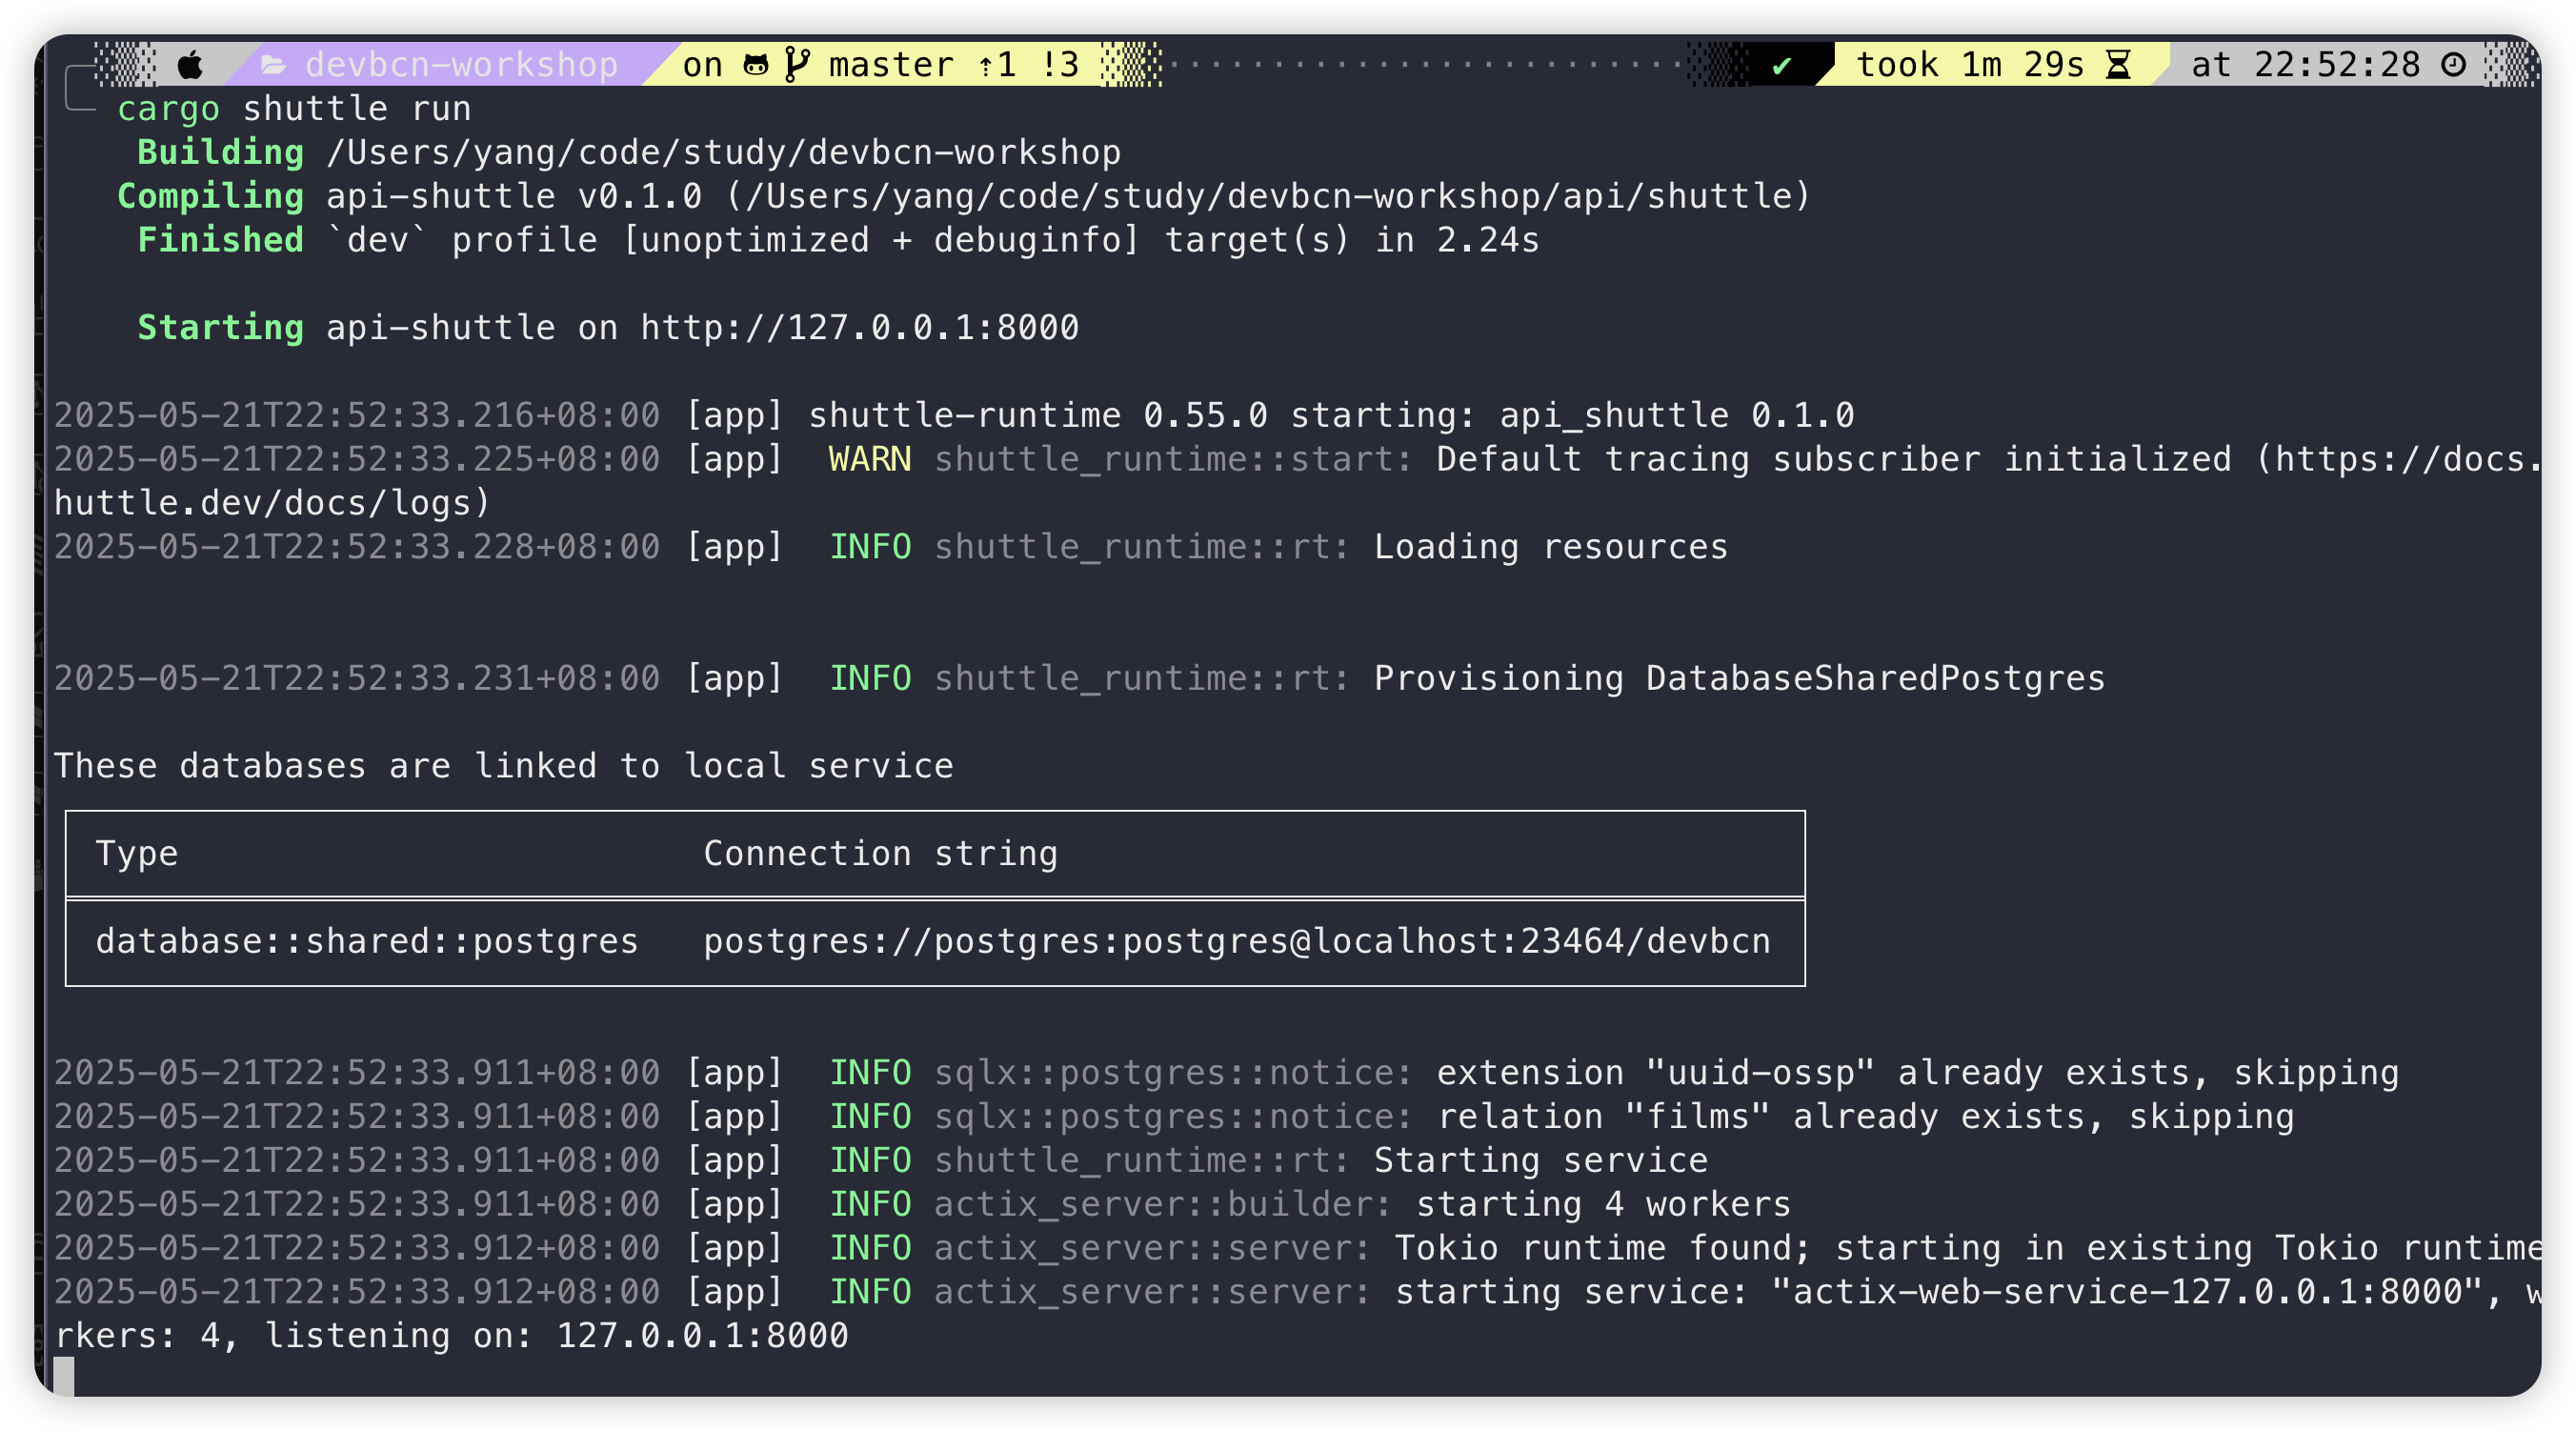 devbcn-workshop on master ⇡1 !3 ✔ took 1m 29s at 22:52:28
cargo shuttle run
Building /Users/yang/code/study/devbcn-workshop
Compiling api-shuttle v0.1.0 (/Users/yang/code/study/devbcn-workshop/api/shuttle)
Finished `dev` profile [unoptimized + debuginfo] target(s) in 2.24s
Starting api-shuttle on http://127.0.0.1:8000
2025-05-21T22:52:33.216+08:00 [app] shuttle-runtime 0.55.0 starting: api_shuttle 0.1.0
2025-05-21T22:52:33.225+08:00 [app] WARN shuttle_runtime::start: Default tracing subscriber initialized (https://docs.
huttle.dev/docs/logs)
2025-05-21T22:52:33.228+08:00 [app] INFO shuttle_runtime::rt: Loading resources
2025-05-21T22:52:33.231+08:00 [app] INFO shuttle_runtime::rt: Provisioning DatabaseSharedPostgres
These databases are linked to local service
Type Connection string
database::shared::postgres postgres://postgres:postgres@localhost:23464/devbcn
2025-05-21T22:52:33.911+08:00 [app] INFO sqlx::postgres::notice: extension "uuid-ossp" already exists, skipping
2025-05-21T22:52:33.911+08:00 [app] INFO sqlx::postgres::notice: relation "films" already exists, skipping
2025-05-21T22:52:33.911+08:00 [app] INFO shuttle_runtime::rt: Starting service
2025-05-21T22:52:33.911+08:00 [app] INFO actix_server::builder: starting 4 workers
2025-05-21T22:52:33.912+08:00 [app] INFO actix_server::server: Tokio runtime found; starting in existing Tokio runtime
2025-05-21T22:52:33.912+08:00 [app] INFO actix_server::server: starting service: "actix-web-service-127.0.0.1:8000", w
rkers: 4, listening on: 127.0.0.1:8000